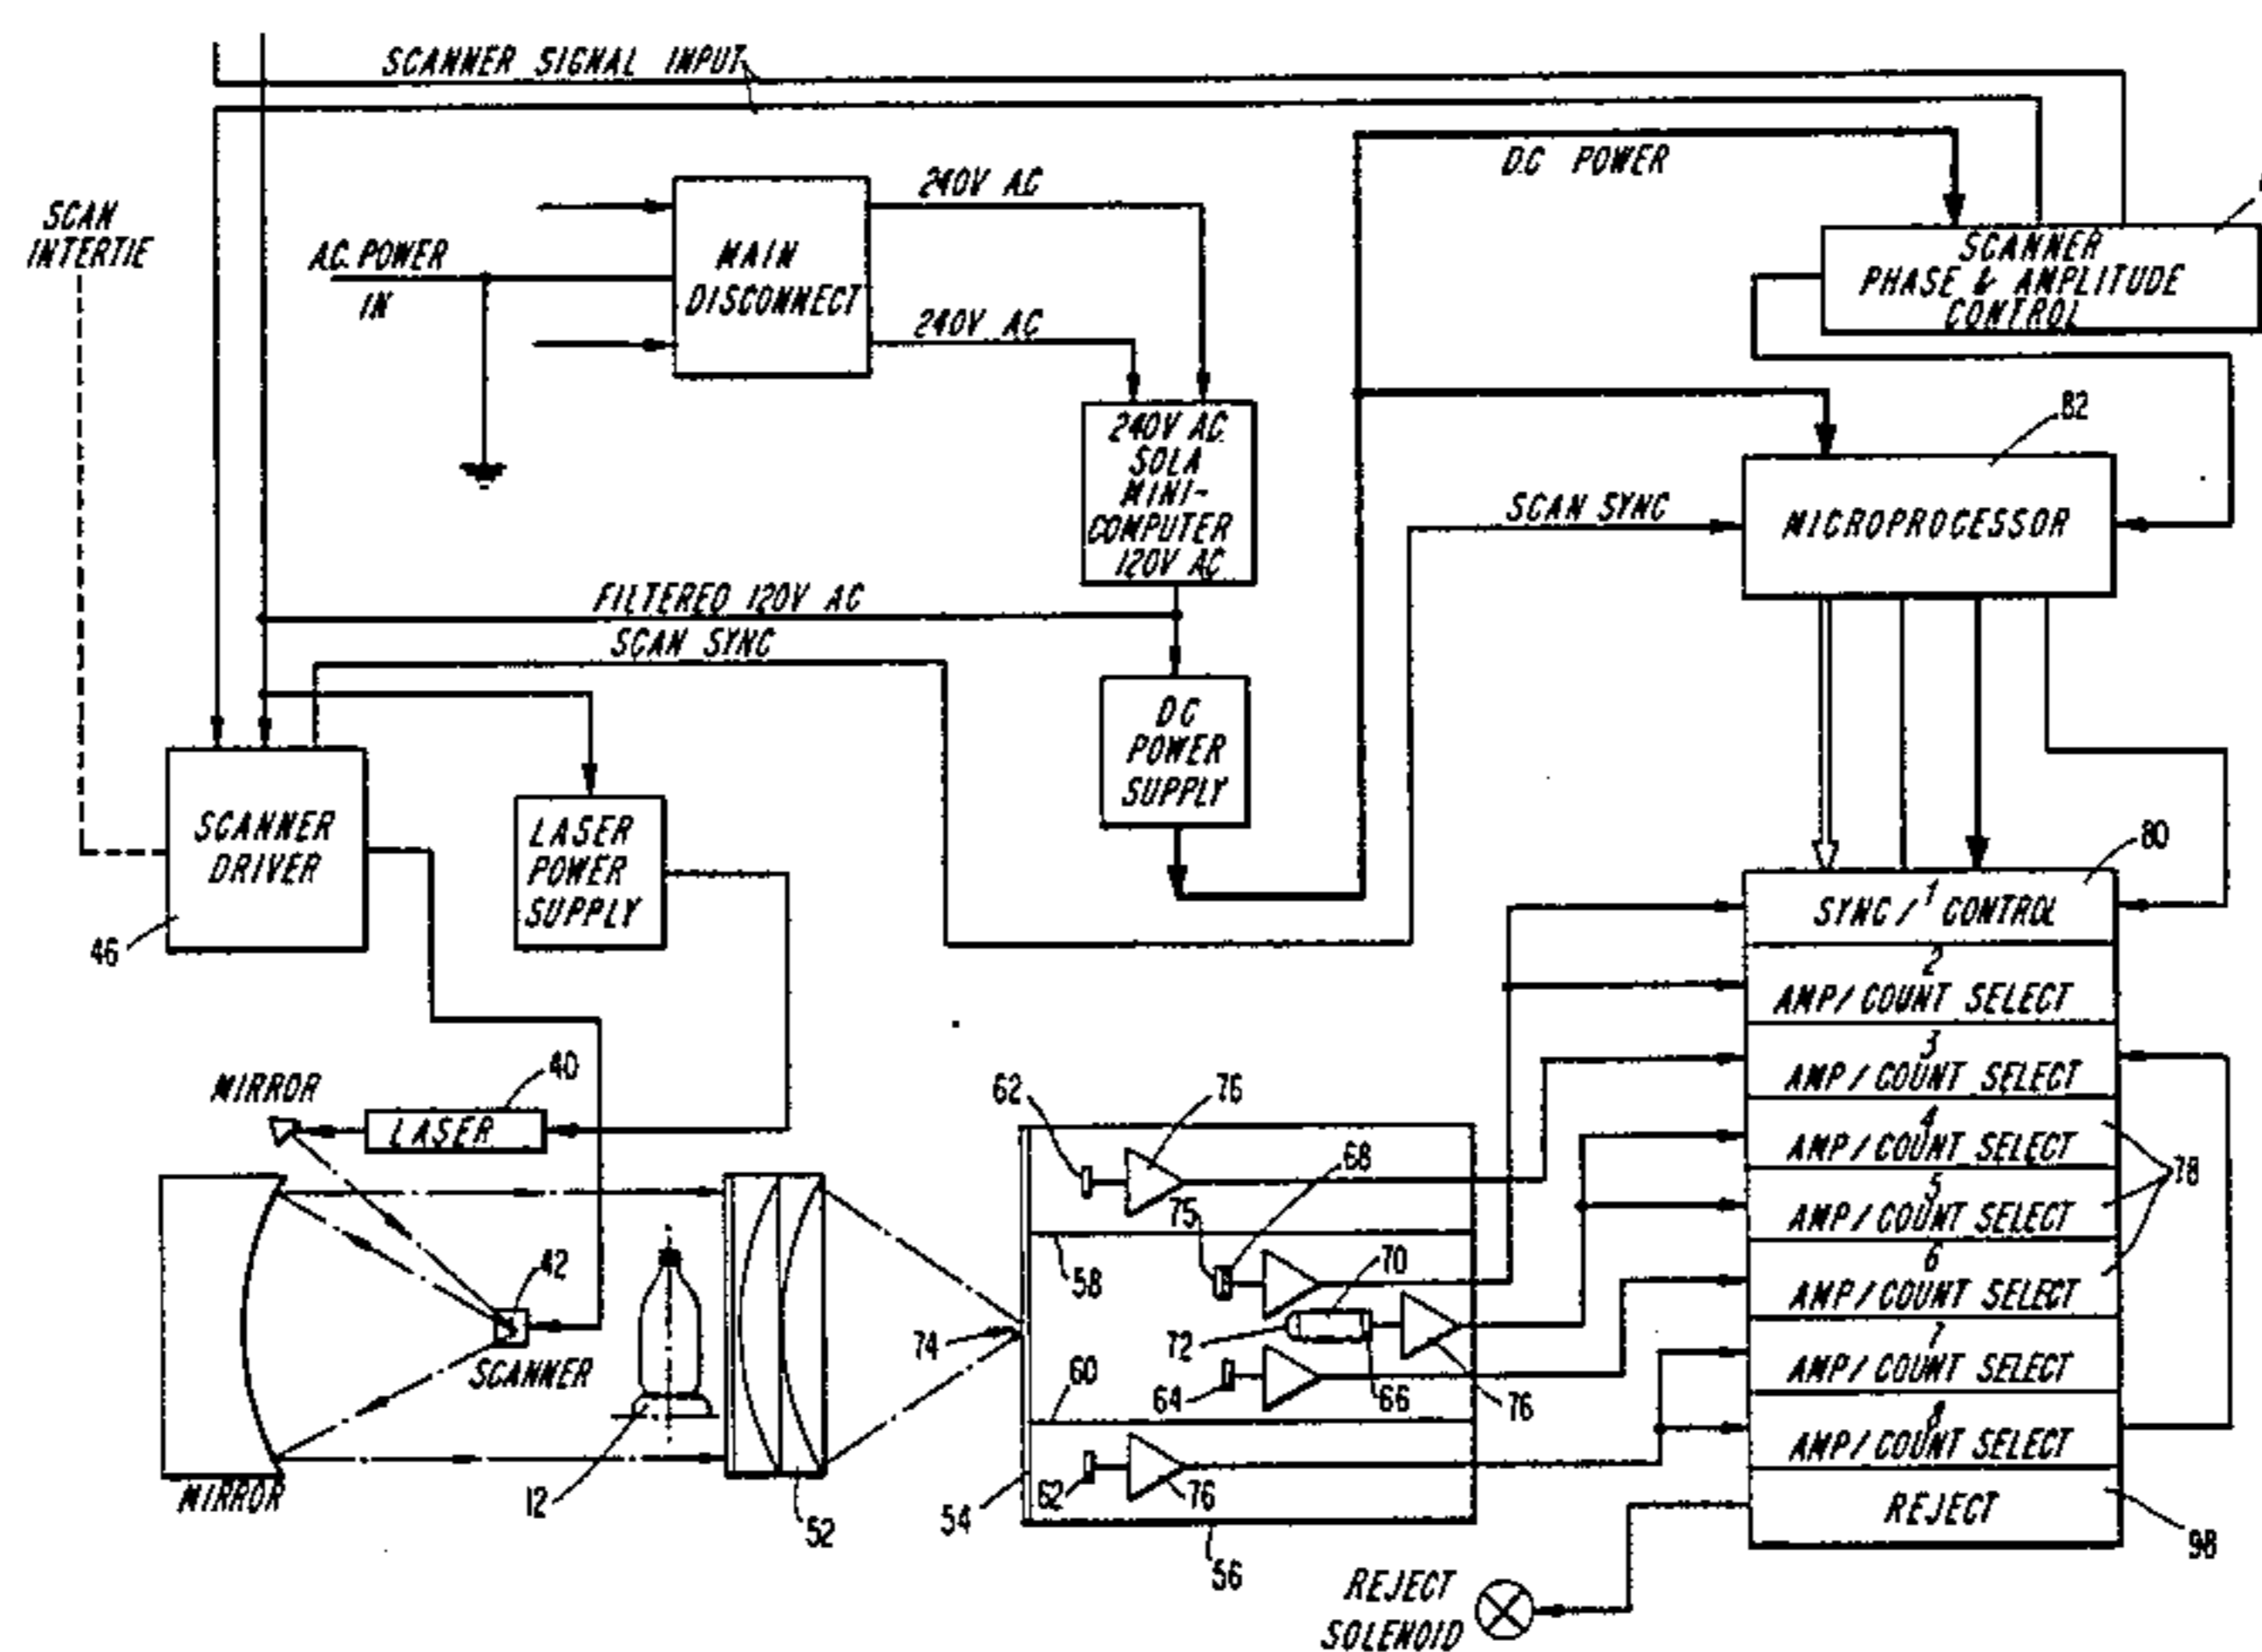 SCANNER SIGNAL INPUT
D.C POWER
SCAN
INTERTIE
A.C. POWER
IN
MAIN
DISCONNECT
240V A.C
240V AC
SCANNER
PHASE & AMPLITUDE
CONTROL
240V AC
SOLA
MINI-
COMPUTER
120V AC
82
SCAN SYNC
MICROPROCESSOR
FILTERED 120V AC
SCAN SYNC
DC
POWER
SUPPLY
SCANNER
DRIVER
46
LASER
POWER
SUPPLY
80
1
SYNC/CONTROL
2
AMP/COUNT SELECT
3
AMP/COUNT SELECT
4
AMP/COUNT SELECT
5
AMP/COUNT SELECT
6
AMP/COUNT SELECT
7
AMP/COUNT SELECT
8
AMP/COUNT SELECT
REJECT
78
98
MIRROR
40
LASER
42
SCANNER
MIRROR
12
52
62
76
68
75
58
70
74
72
60
64
66
76
62
76
54
56
REJECT
SOLENOID